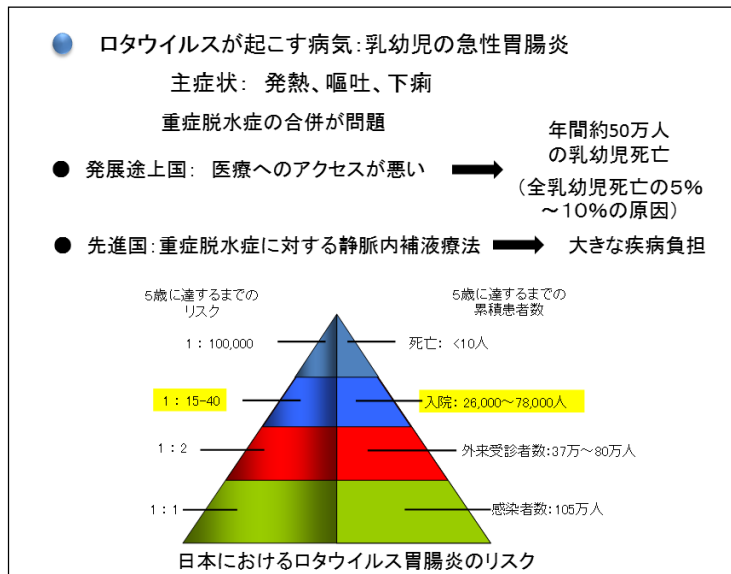 ロタウイルスが起こす病気:乳幼児の急性胃腸炎
主症状: 発熱、嘔吐、下痢
重症脱水症の合併が問題
● 発展途上国: 医療へのアクセスが悪い
年間約50万人
の乳幼児死亡
(全乳幼児死亡の5%
~10%の原因)
● 先進国:重症脱水症に対する静脈内補液療法
大きな疾病負担
5歳に達するまでの
リスク
5歳に達するまでの
累積患者数
1 : 100,000
死亡: <10人
1 : 15-40
入院: 26,000~78,000人
1 : 2
外来受診者数:37万~80万人
1 : 1
感染者数:105万人
日本におけるロタウイルス胃腸炎のリスク